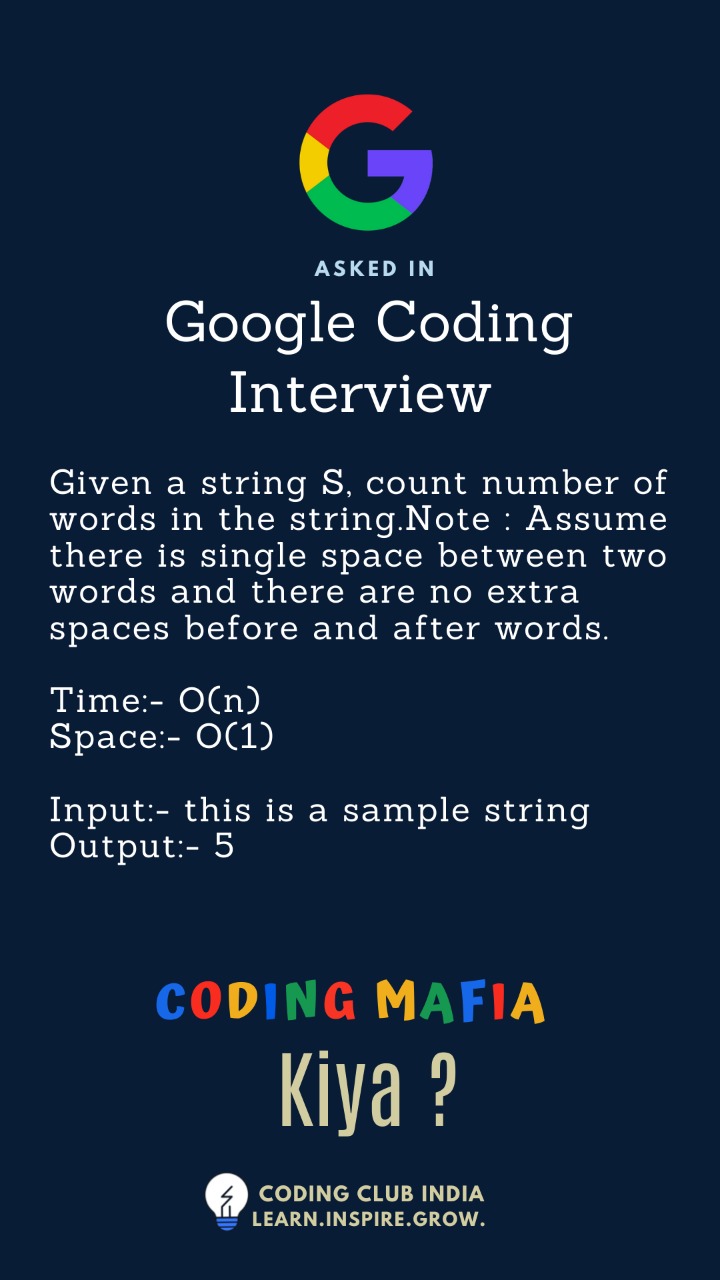 G
ASKED IN
Google Coding
Interview
Given a string S, count number of
words in the string.Note : Assume
there is single space between two
words and there are no extra
spaces before and after words.
Time:- O(n)
Space:- O(1)
Input:- this is a sample string
Output:- 5
CODING MAFIA
Kiya ?
CODING CLUB INDIA
LEARN.INSPIRE.GROW.